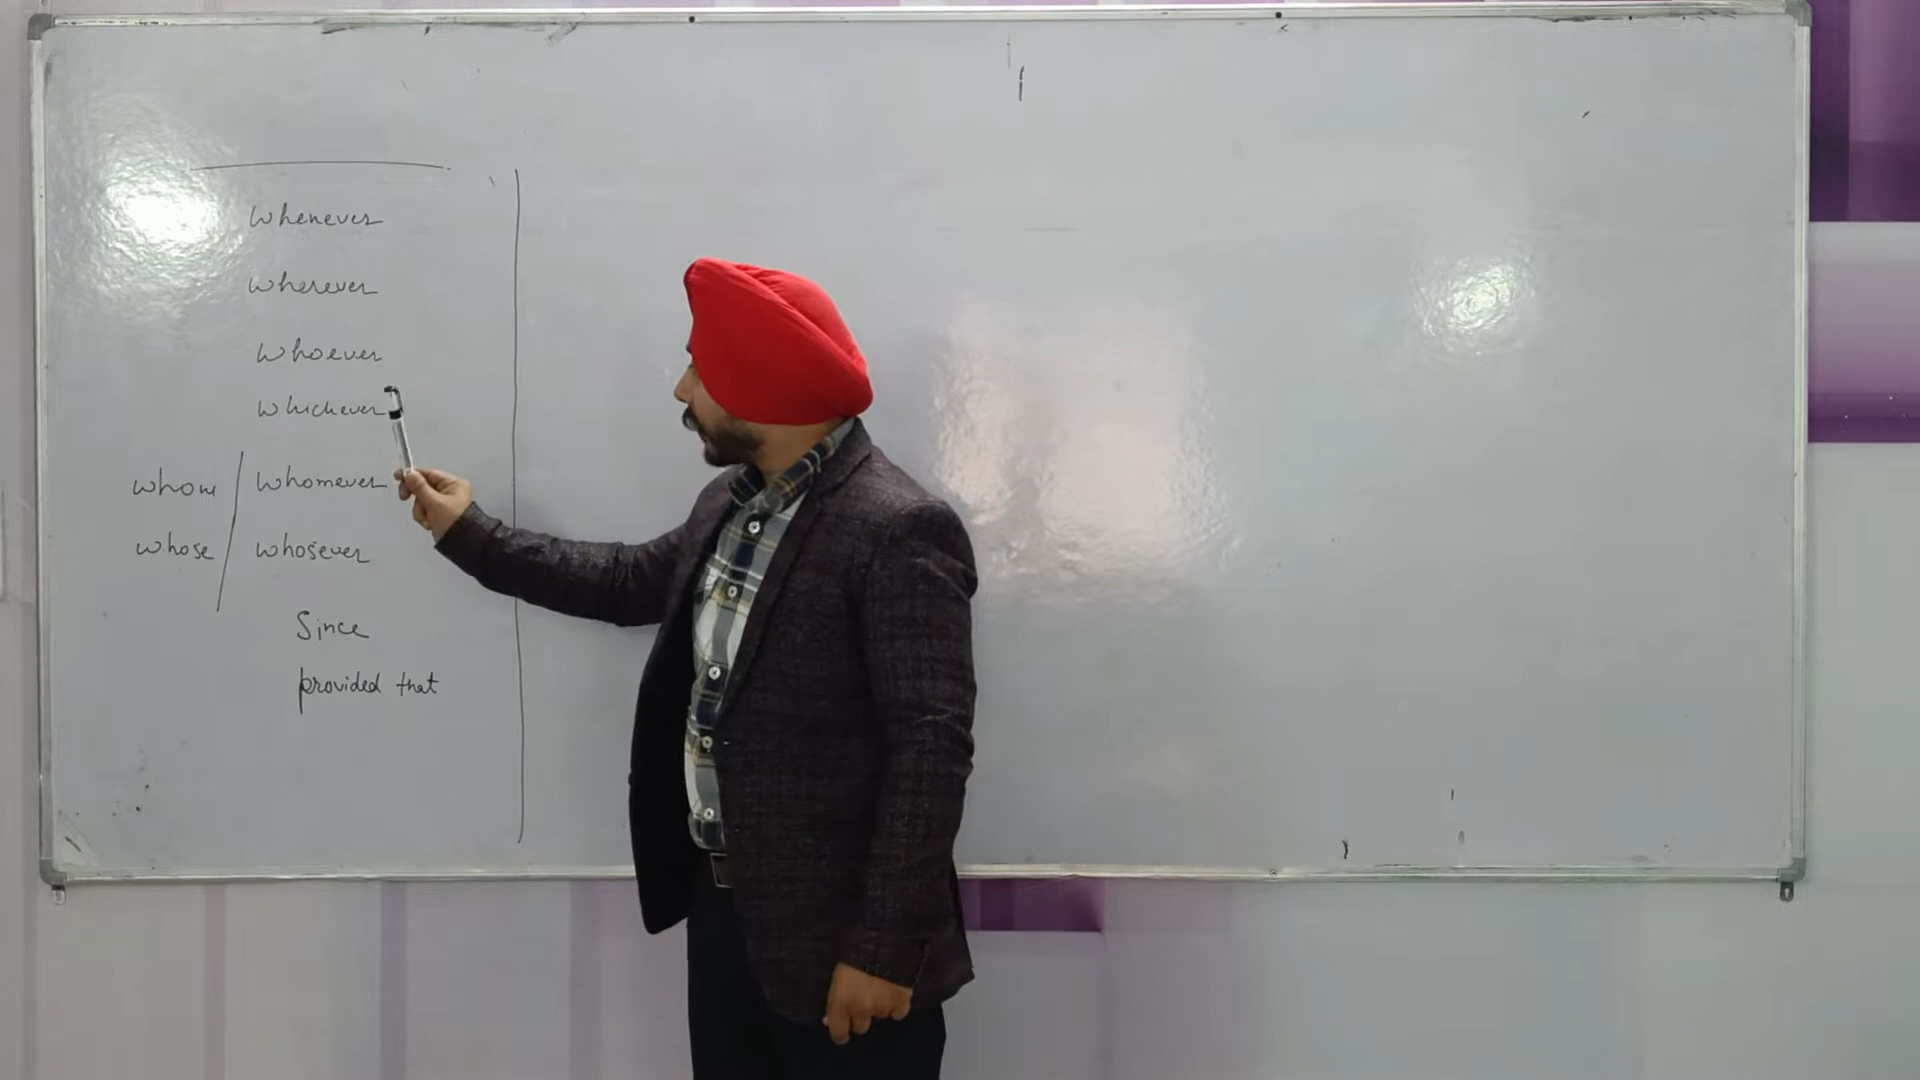 Whenever
Wherever
Whoever
Whichever
whom / Whomever
whose / whosever
Since
provided that